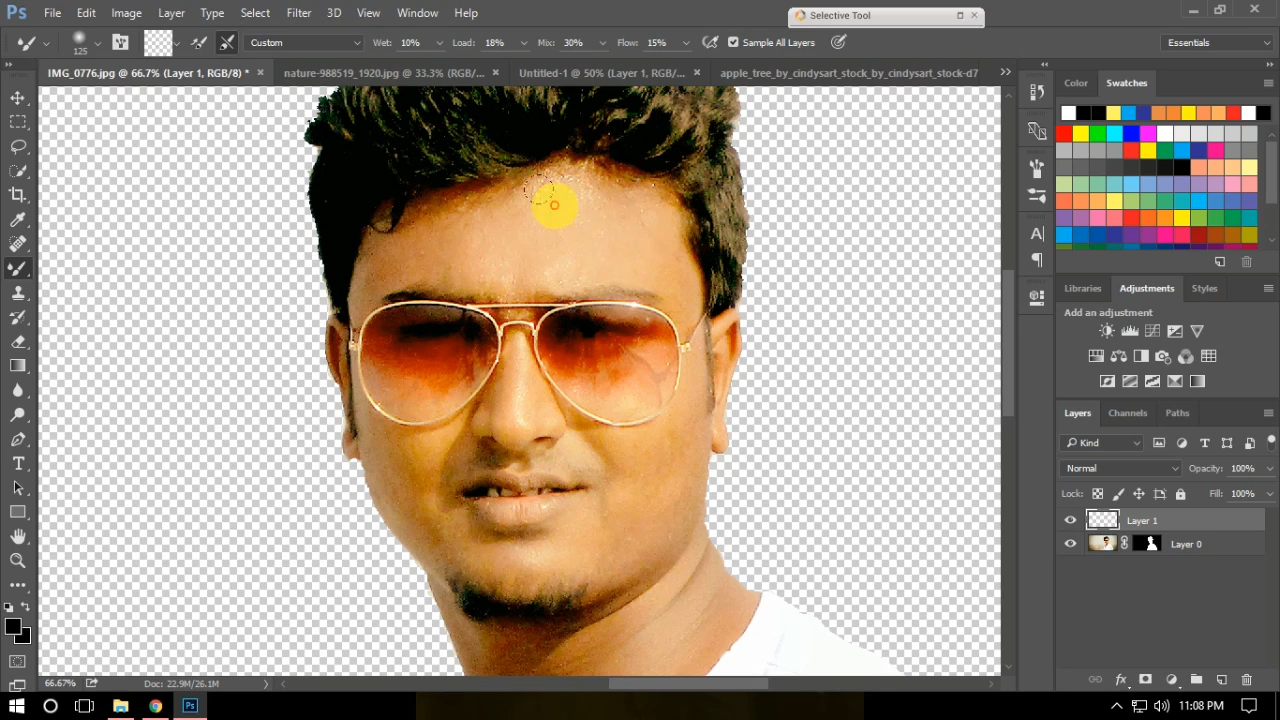 Ps File Edit Image Layer Type Select Filter 3D View Window Help
Selective Tool
125 Custom Wet: 10% Load: 18% Mix: 30% Flow: 15% Sample All Layers Essentials
IMG_0776.jpg @ 66.7% (Layer 1, RGB/8) * nature-988519_1920.jpg @ 33.3% (RGB/... Untitled-1 @ 50% (Layer 1, RGB/... apple_tree_by_cindysart_stock_by_cindysart_stock-d7
Color Swatches
Libraries Adjustments Styles
Add an adjustment
Layers Channels Paths
Kind
Normal Opacity: 100%
Lock: Fill: 100%
Layer 1
Layer 0
66.67% Doc: 22.9M/26.1M
Ps 11:08 PM